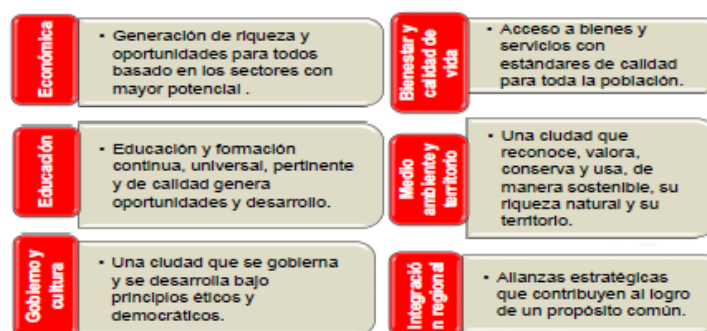 Económica
• Generación de riqueza y
oportunidades para todos
basado en los sectores con
mayor potencial .
Bienestar y
calidad de
vida
• Acceso a bienes y
servicios con
estándares de calidad
para toda la población.
Educación
• Educación y formación
continua, universal, pertinente
y de calidad genera
oportunidades y desarrollo.
Medio
ambiente y
territorio
• Una ciudad que
reconoce, valora,
conserva y usa, de
manera sostenible, su
riqueza natural y su
territorio.
Gobierno y
cultura
• Una ciudad que se gobierna
y se desarrolla bajo
principios éticos y
democráticos.
Integració
n regional
• Alianzas estratégicas
que contribuyen al logro
de un propósito común.